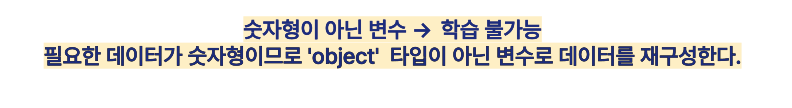 숫자형이 아닌 변수 → 학습 불가능
필요한 데이터가 숫자형이므로 'object' 타입이 아닌 변수로 데이터를 재구성한다.